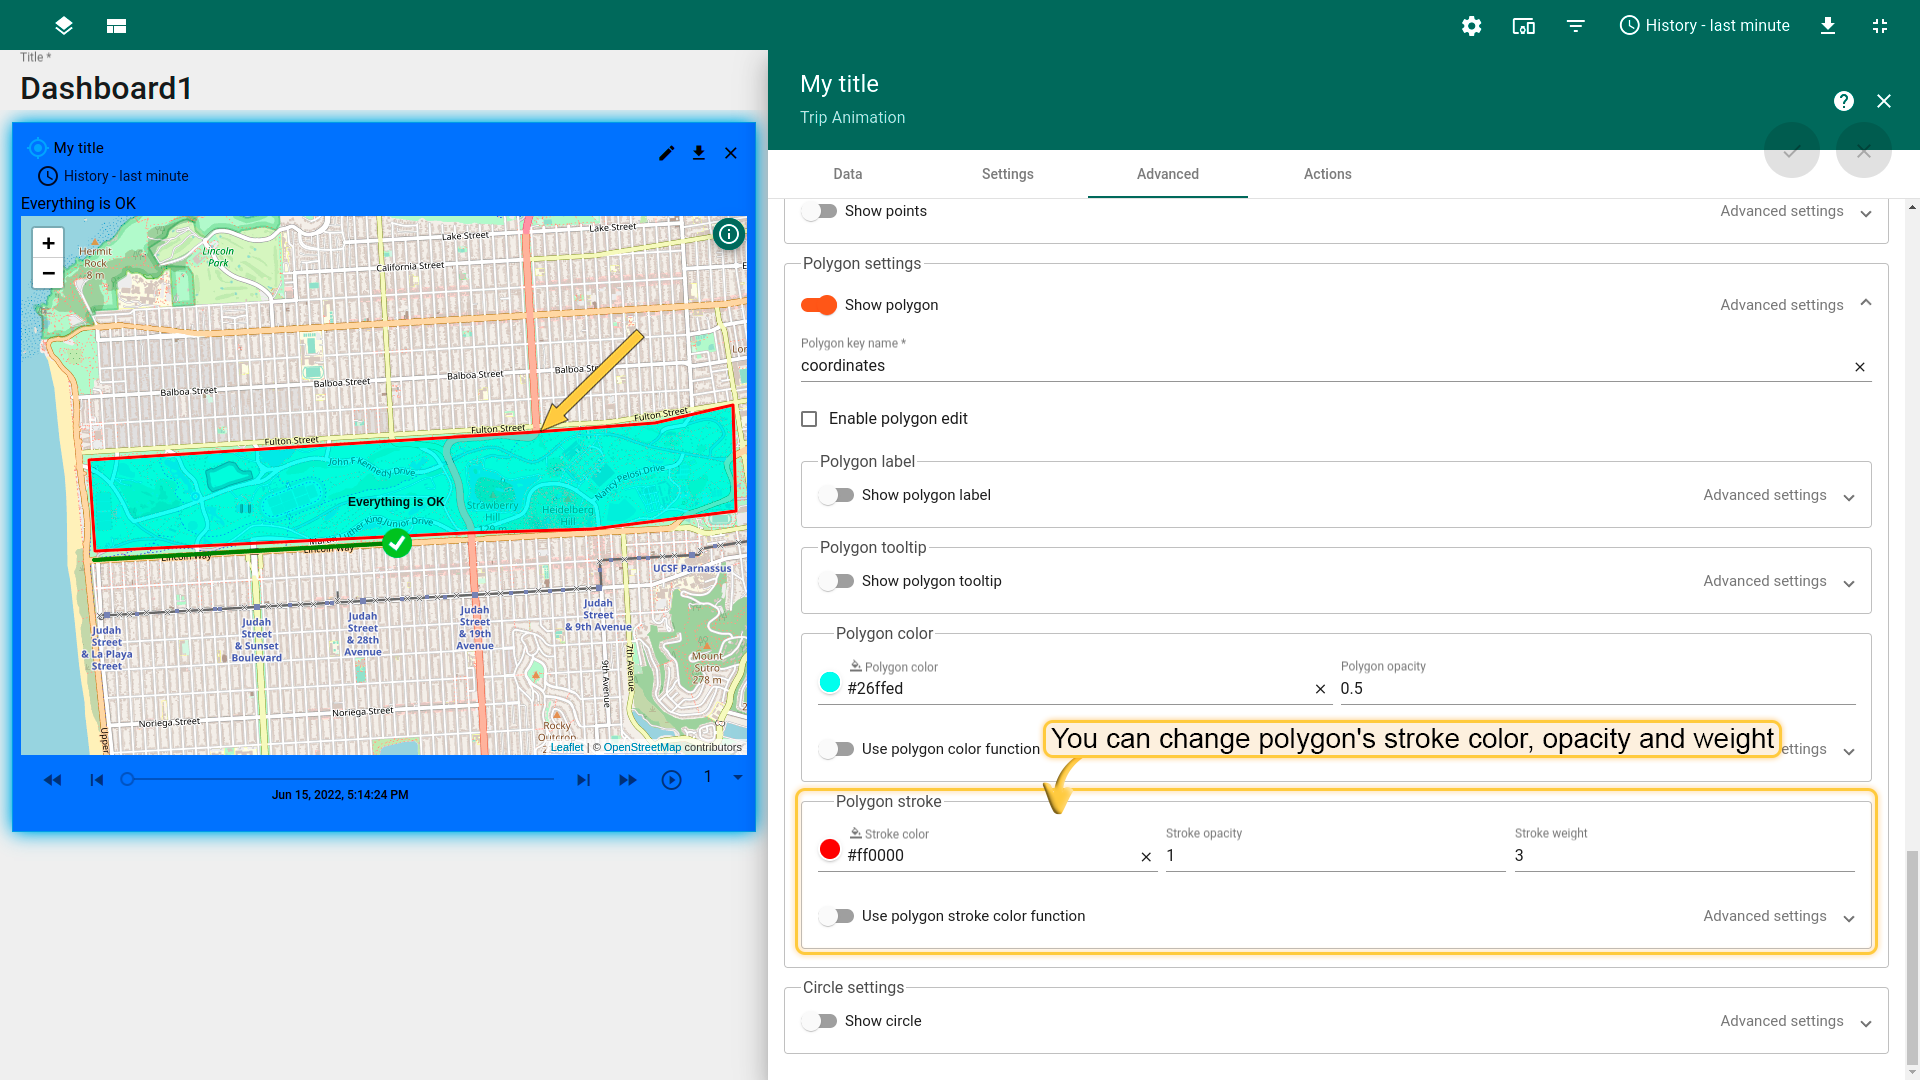 History - last minute
Title *
Dashboard1
My title
History - last minute
Everything is OK
+
−
Hermit
Rock
8 m
Lincoln
Park
Lake Street
Lake Street
California Street
Balboa Street
Balboa Street
Balboa Street
Balboa S
Lon
Fulton Street
Fulton Street
Fulton Street
John F Kennedy Drive
Nancy Pelosi Drive
Everything is OK
Strawberry
Hill
129 m
Heidelberg
Hill
Martin Luther King Junior Drive
Lincoln Way
Lincoln Way
UCSF Parnassus
Judah
Street
& La Playa
Street
Judah
Street
& Sunset
Boulevard
Judah
Street
& 28th
Avenue
Judah
Street
& 19th
Avenue
Judah
Street
& 9th Avenue
9th Avenue
7th Avenue
Mount
Sutro
278 m
Noriega Street
Noriega Street
Upper
Rocky
Outcrop
Leaflet | © OpenStreetMap contributors
1
Jun 15, 2022, 5:14:24 PM
My title
Trip Animation
Data
Settings
Advanced
Actions
Show points
Advanced settings
Polygon settings
Show polygon
Advanced settings
Polygon key name *
coordinates
Enable polygon edit
Polygon label
Show polygon label
Advanced settings
Polygon tooltip
Show polygon tooltip
Advanced settings
Polygon color
Polygon color
#26ffed
Polygon opacity
0.5
Use polygon color function
You can change polygon's stroke color, opacity and weight
ettings
Polygon stroke
Stroke color
#ff0000
Stroke opacity
1
Stroke weight
3
Use polygon stroke color function
Advanced settings
Circle settings
Show circle
Advanced settings